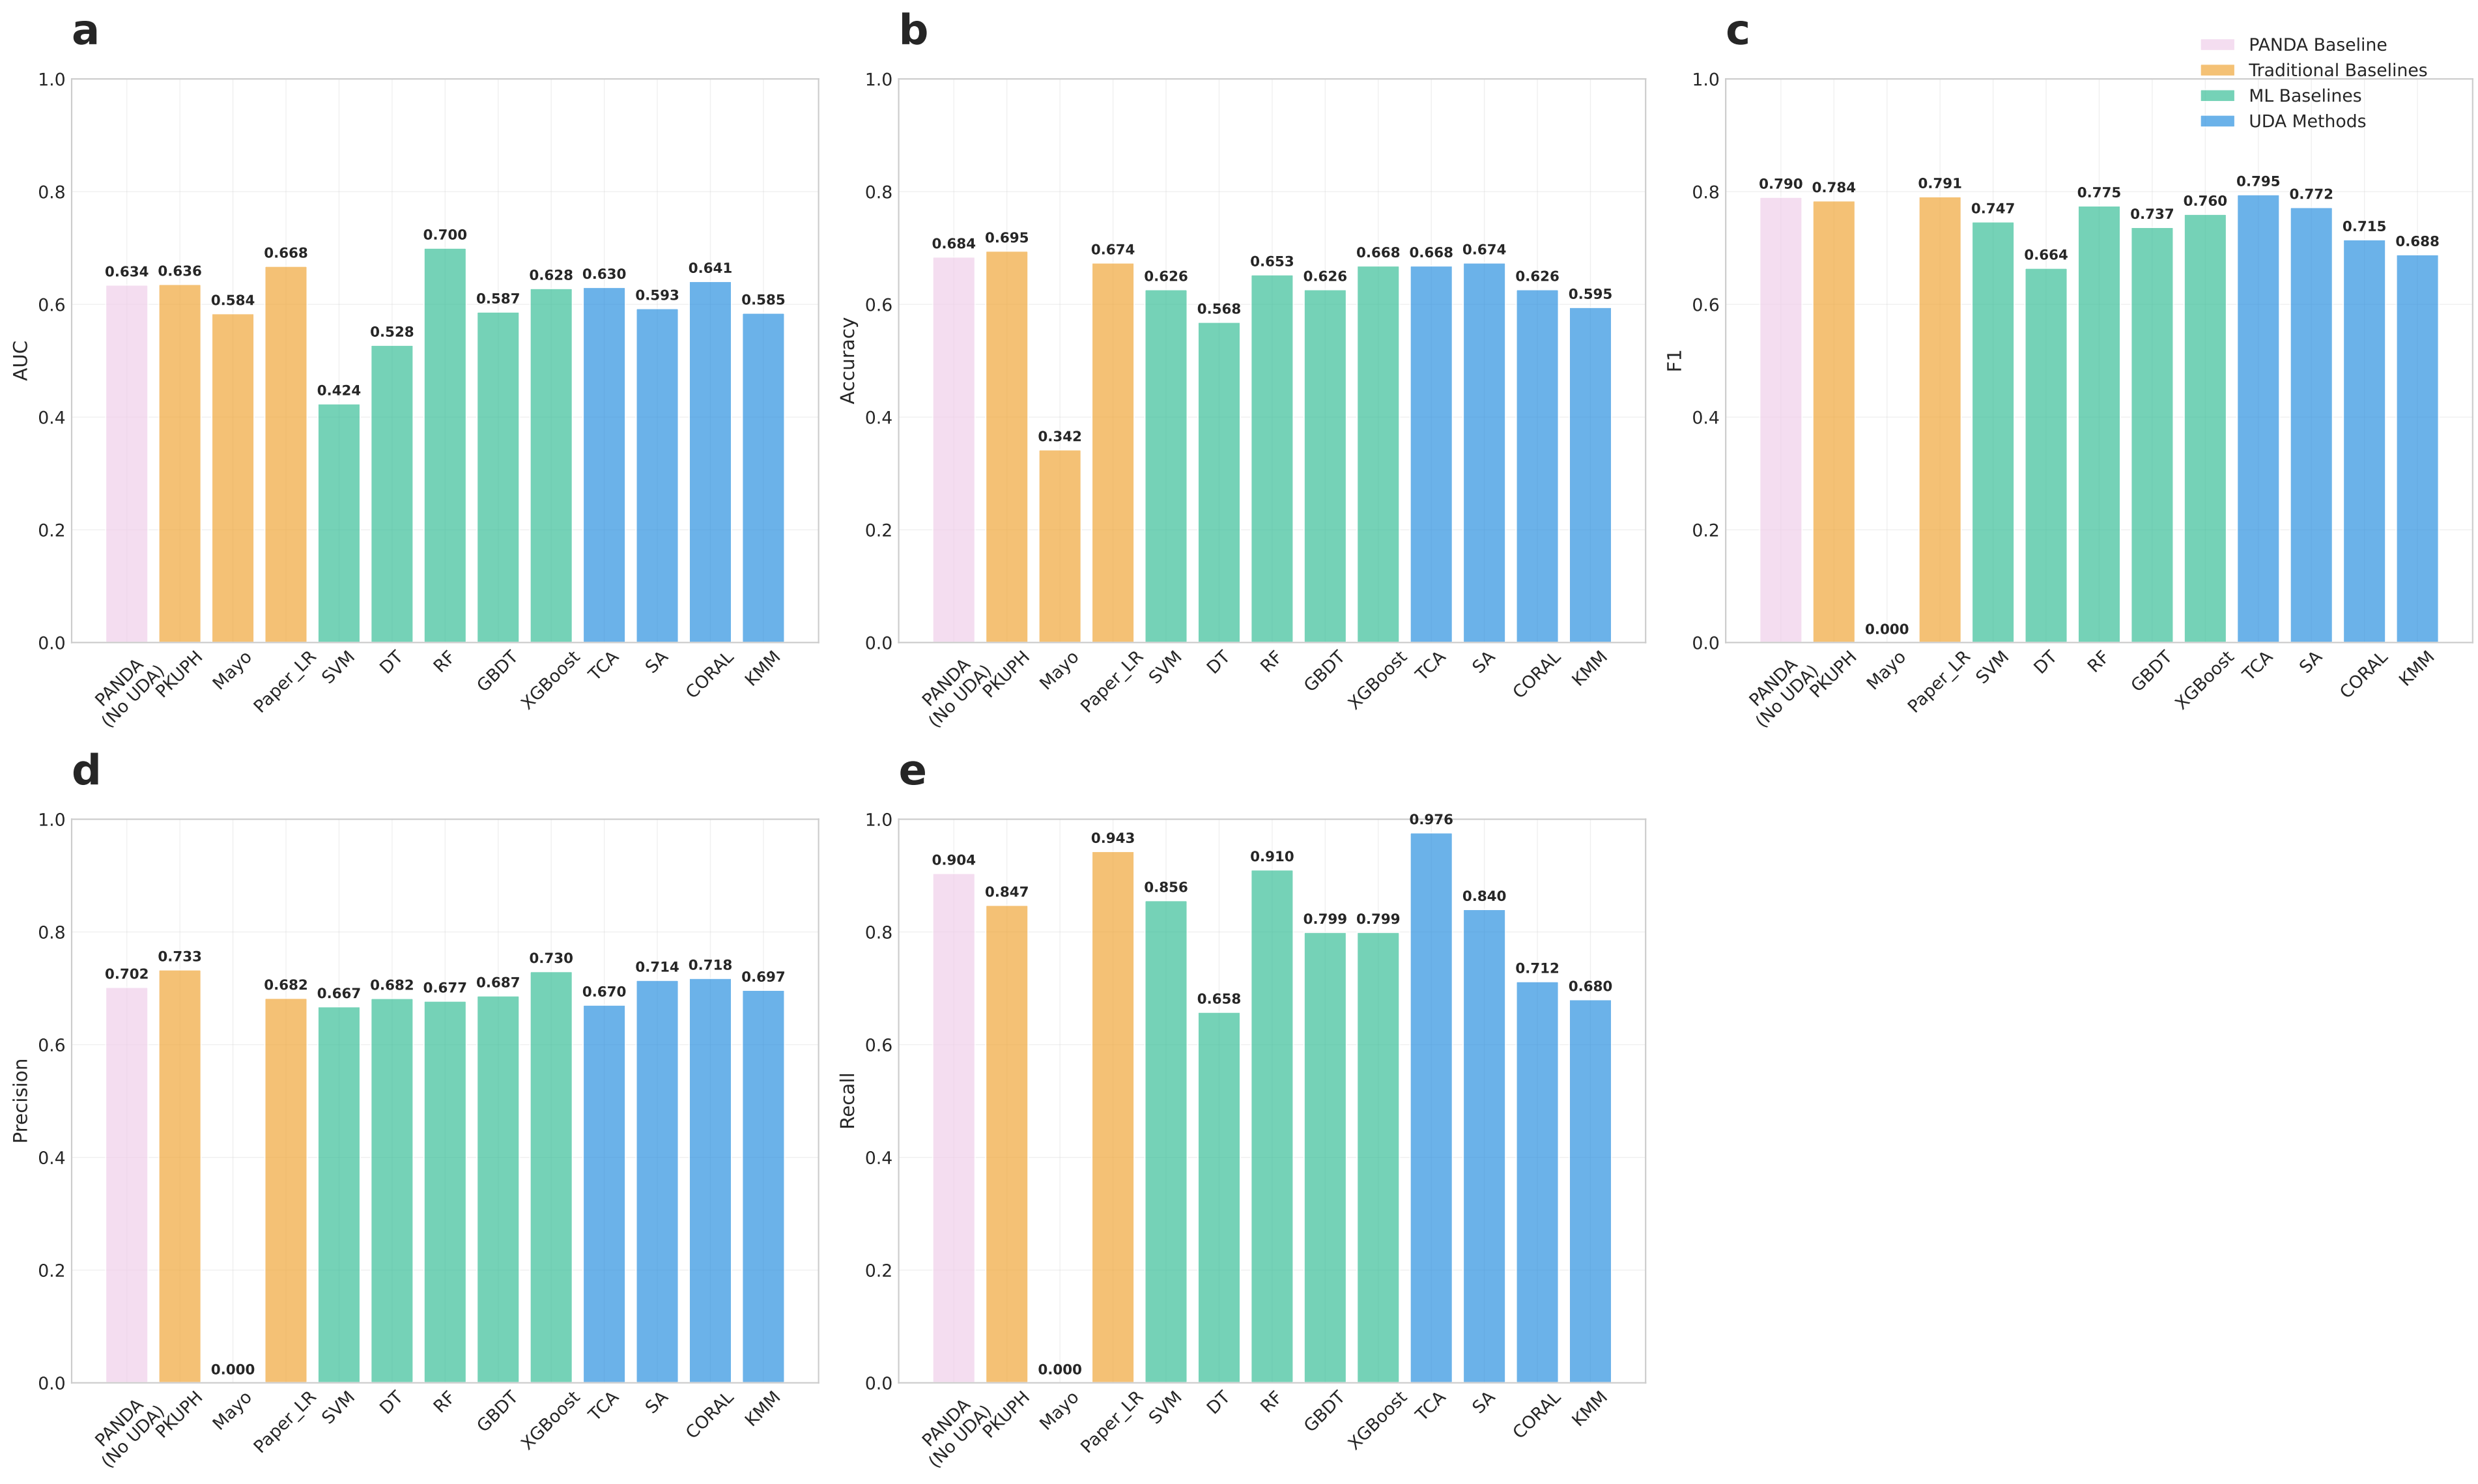 a
1.0
0.8
0.6
0.4
0.2
0.0
AUC
0.634
0.636
0.584
0.668
0.424
0.528
0.700
0.587
0.628
0.630
0.593
0.641
0.585
PANDA
(No UDA)
PKUPH
Mayo
Paper_LR
SVM
DT
RF
GBDT
XGBoost
TCA
SA
CORAL
KMM
b
1.0
0.8
0.6
0.4
0.2
0.0
Accuracy
0.684
0.695
0.342
0.674
0.626
0.568
0.653
0.626
0.668
0.668
0.674
0.626
0.595
PANDA
(No UDA)
PKUPH
Mayo
Paper_LR
SVM
DT
RF
GBDT
XGBoost
TCA
SA
CORAL
KMM
c
PANDA Baseline
Traditional Baselines
ML Baselines
UDA Methods
1.0
0.8
0.6
0.4
0.2
0.0
F1
0.790
0.784
0.000
0.791
0.747
0.664
0.775
0.737
0.760
0.795
0.772
0.715
0.688
PANDA
(No UDA)
PKUPH
Mayo
Paper_LR
SVM
DT
RF
GBDT
XGBoost
TCA
SA
CORAL
KMM
d
1.0
0.8
0.6
0.4
0.2
0.0
Precision
0.702
0.733
0.000
0.682
0.667
0.682
0.677
0.687
0.730
0.670
0.714
0.718
0.697
PANDA
(No UDA)
PKUPH
Mayo
Paper_LR
SVM
DT
RF
GBDT
XGBoost
TCA
SA
CORAL
KMM
e
1.0
0.8
0.6
0.4
0.2
0.0
Recall
0.904
0.847
0.000
0.943
0.856
0.658
0.910
0.799
0.799
0.976
0.840
0.712
0.680
PANDA
(No UDA)
PKUPH
Mayo
Paper_LR
SVM
DT
RF
GBDT
XGBoost
TCA
SA
CORAL
KMM